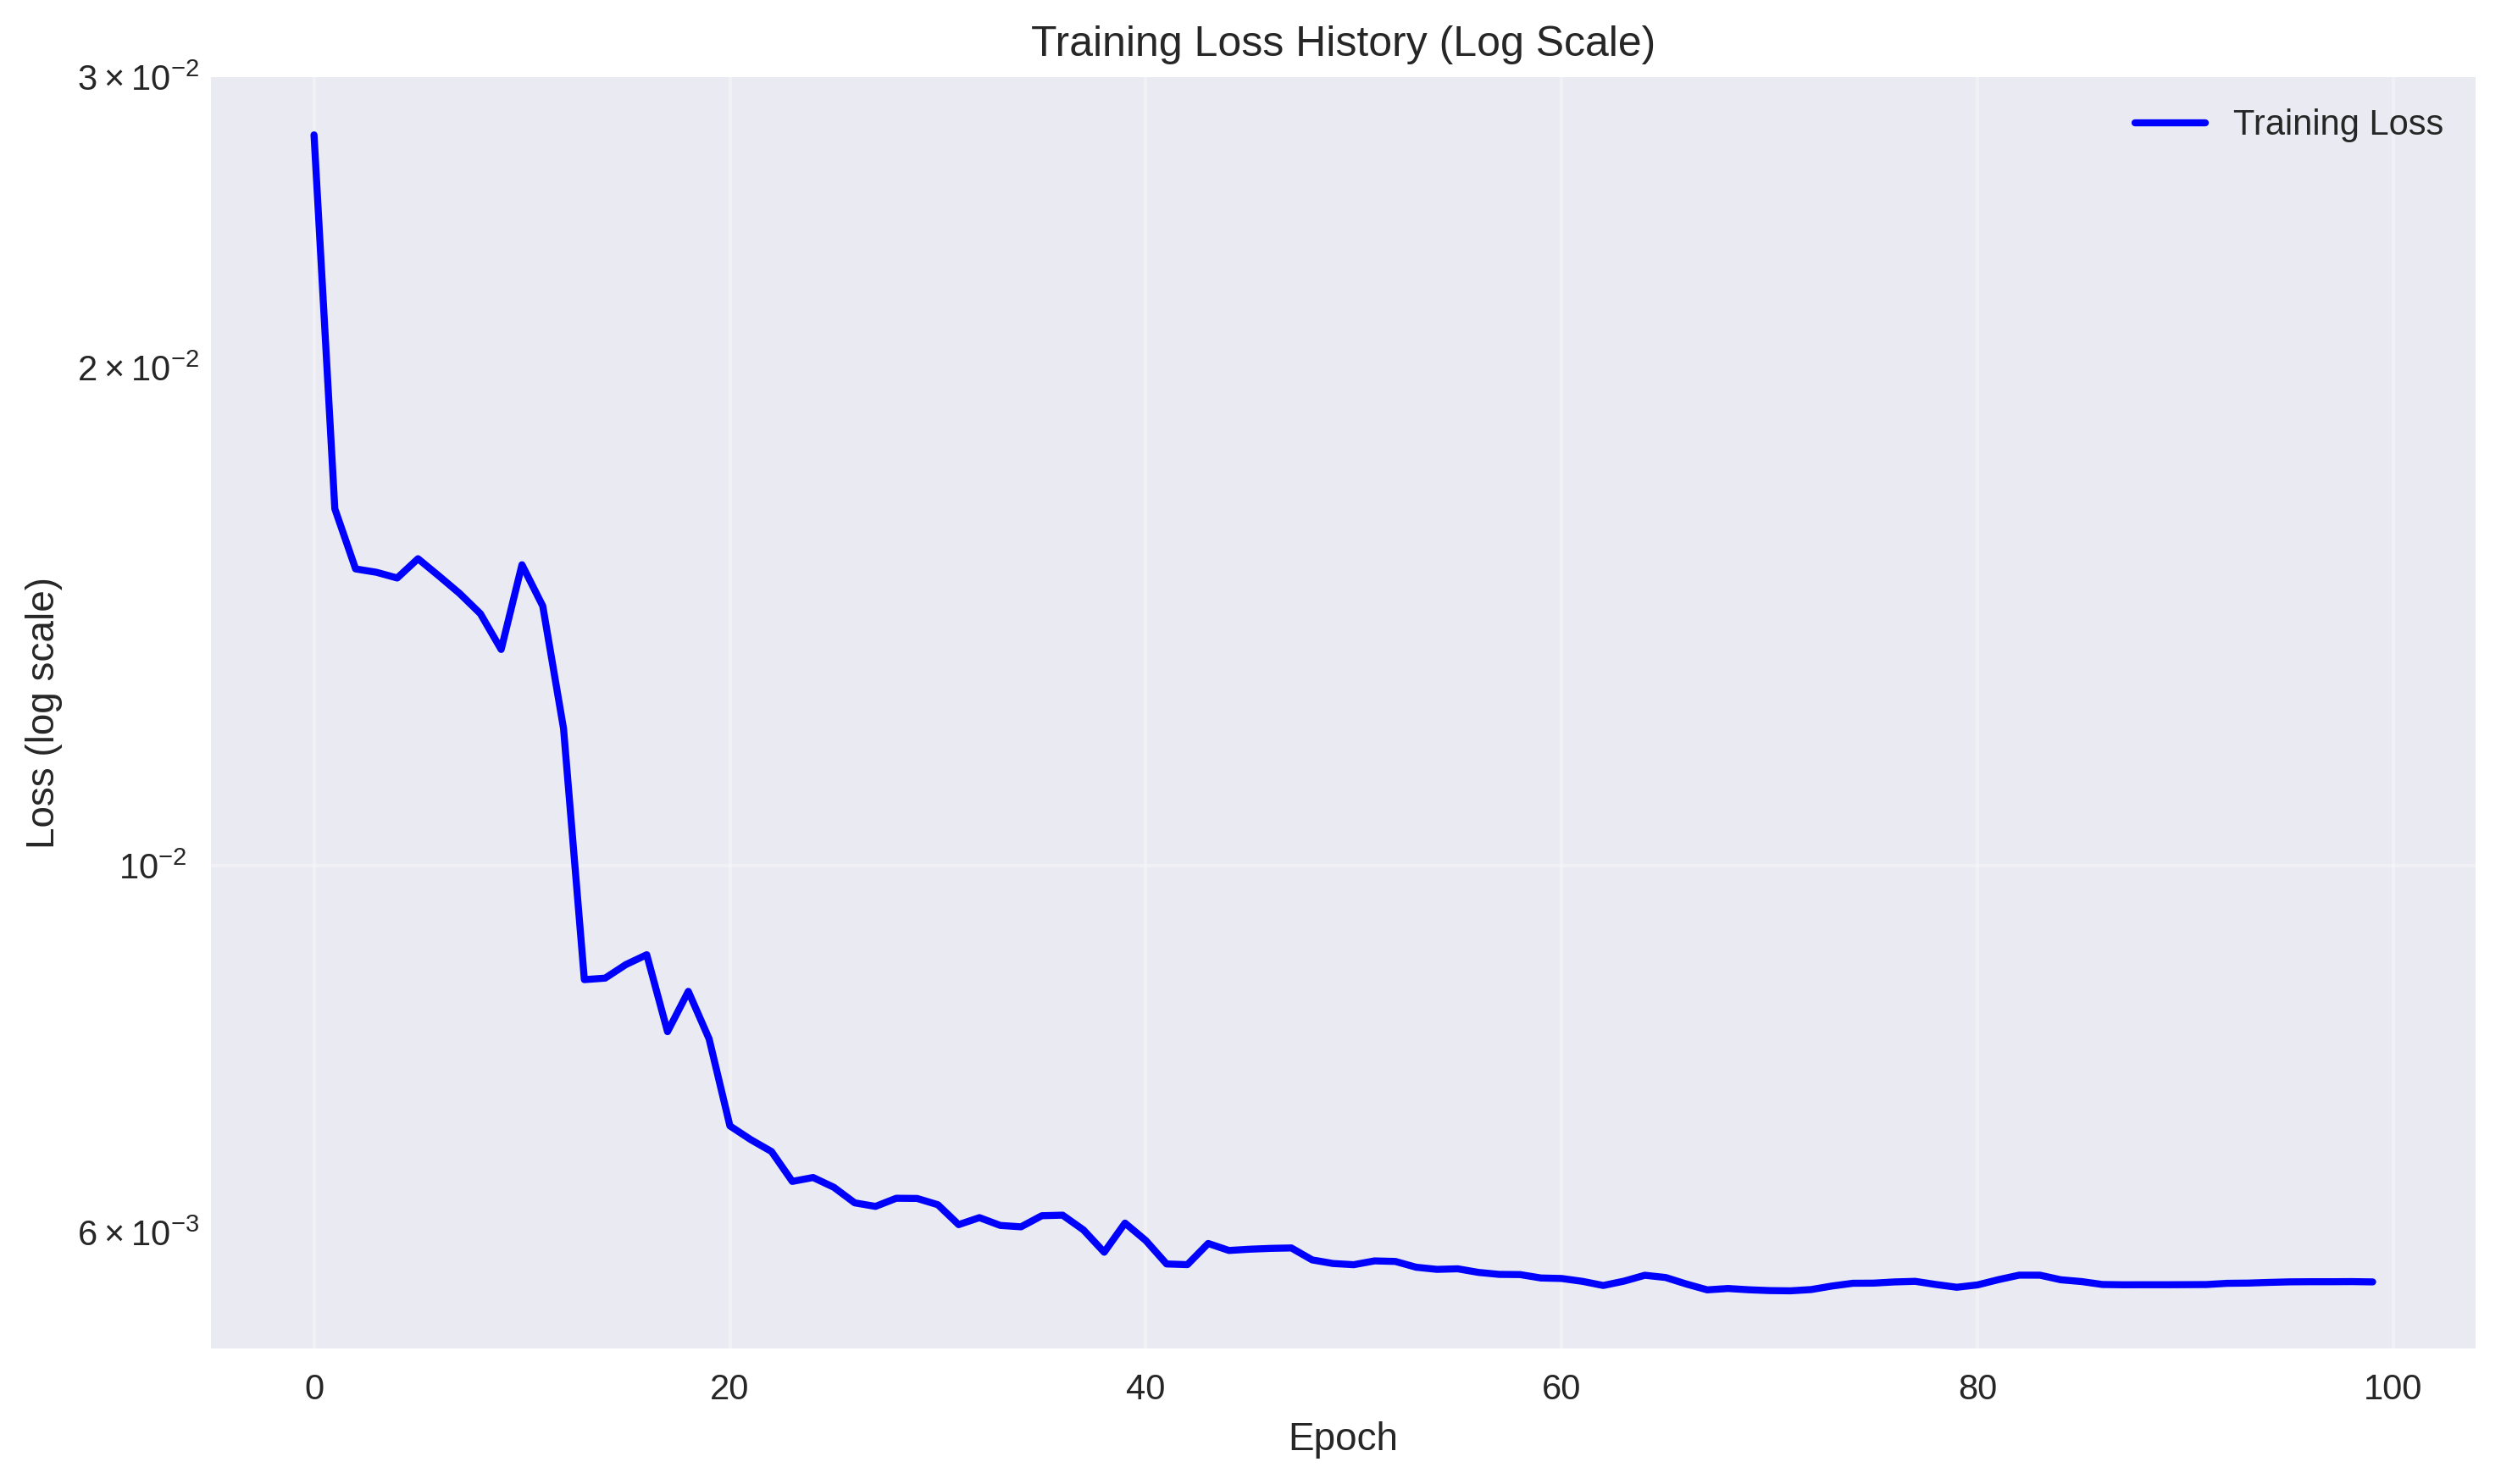 Training Loss History (Log Scale)
3 × 10⁻²
Training Loss
2 × 10⁻²
Loss (log scale)
10⁻²
6 × 10⁻³
0 20 40 60 80 100
Epoch